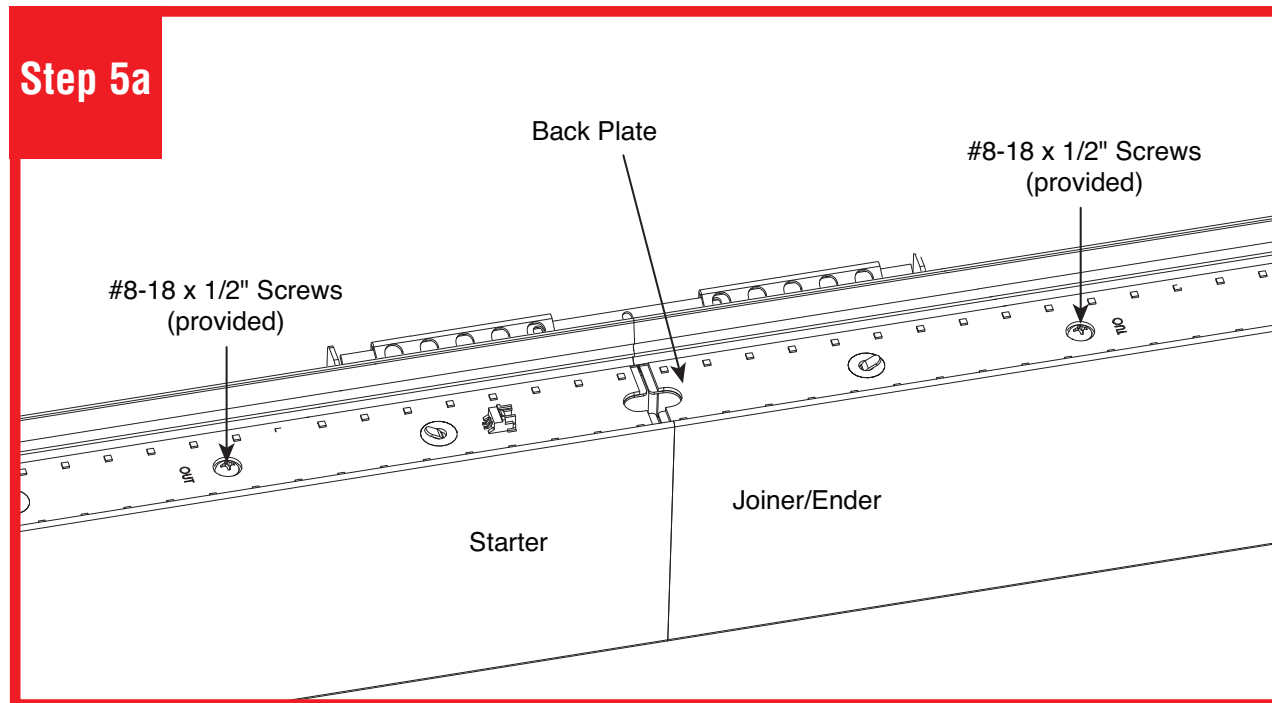 Step 5a
Back Plate
#8-18 x 1/2" Screws
(provided)
#8-18 x 1/2" Screws
(provided)
OUT
OUT
Joiner/Ender
Starter